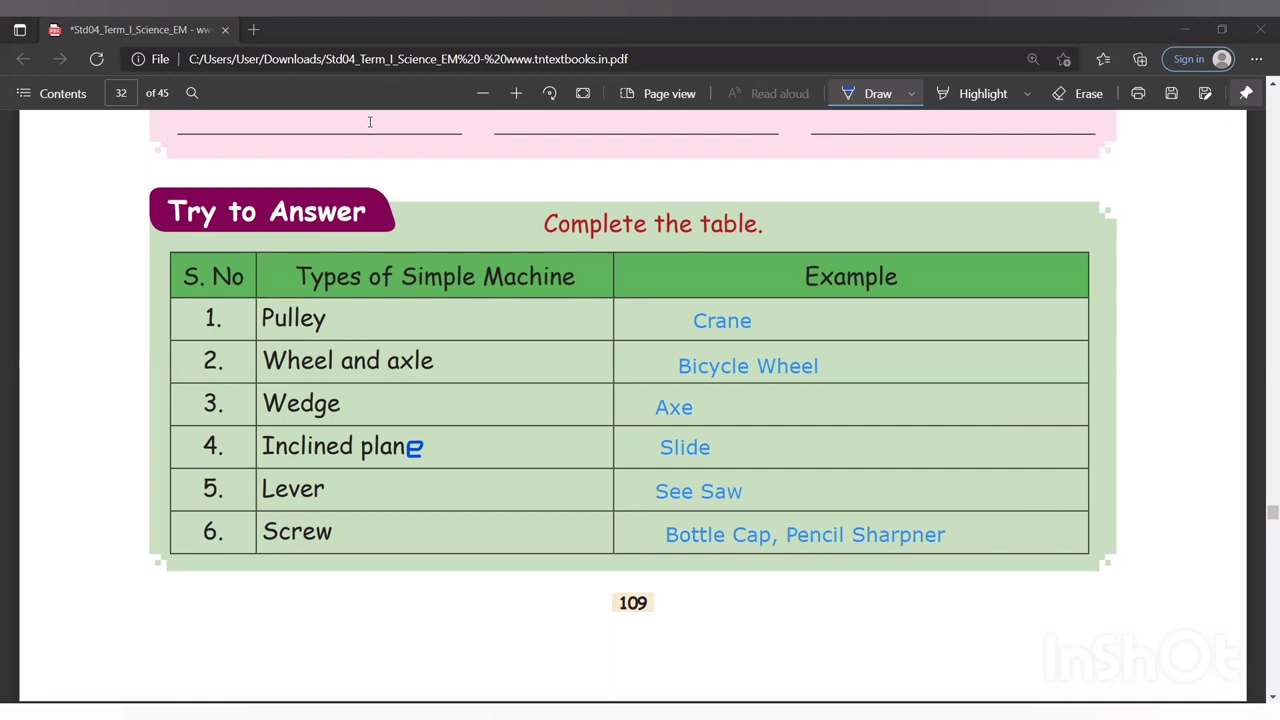 *Std04_Term_I_Science_EM - ww
File C:/Users/User/Downloads/Std04_Term_I_Science_EM%20-%20www.tntextbooks.in.pdf Sign in
Contents 32 of 45 Page view Read aloud Draw Highlight Erase
Try to Answer
Complete the table.
S. No Types of Simple Machine Example
1. Pulley Crane
2. Wheel and axle Bicycle Wheel
3. Wedge Axe
4. Inclined plane Slide
5. Lever See Saw
6. Screw Bottle Cap, Pencil Sharpner
109
InShOt